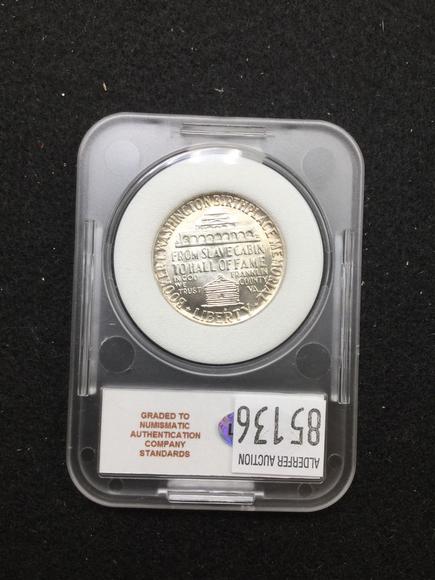 BOOKER T. WASHINGTON BIRTHPLACE MEMORIAL
FROM SLAVE CABIN
TO HALL OF FAME
IN GOD
WE
TRUST
FRANKLIN
COUNTY
VA.
LIBERTY
GRADED TO
NUMISMATIC
AUTHENTICATION
COMPANY
STANDARDS
85136
ALDERFER AUCTION